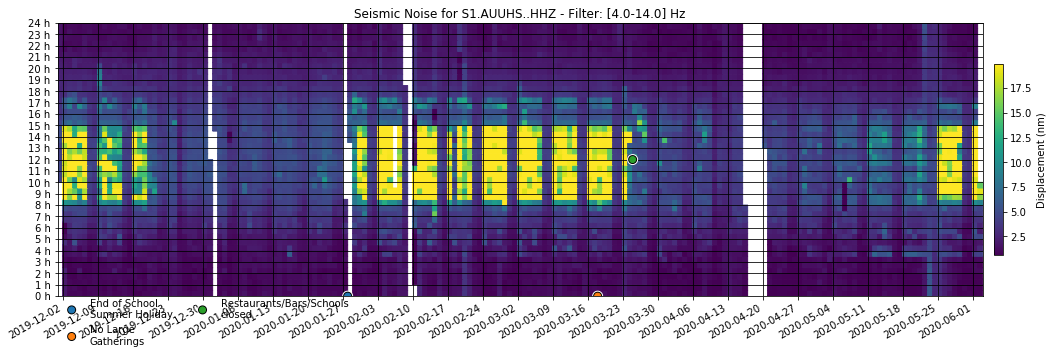 Seismic Noise for S1.AUUHS..HHZ - Filter: [4.0-14.0] Hz
24 h
23 h
22 h
21 h
20 h
19 h
18 h
17 h
16 h
15 h
14 h
13 h
12 h
11 h
10 h
9 h
8 h
7 h
6 h
5 h
4 h
3 h
2 h
1 h
0 h
17.5
15.0
12.5
10.0
7.5
5.0
2.5
Displacement (nm)
2019-12-02
2019-12-30
2020-01-13
2020-01-20
2020-01-27
2020-02-03
2020-02-10
2020-02-17
2020-02-24
2020-03-02
2020-03-09
2020-03-16
2020-03-23
2020-03-30
2020-04-06
2020-04-13
2020-04-20
2020-04-27
2020-05-04
2020-05-11
2020-05-18
2020-05-25
2020-06-01
End of School
Summer Holiday
No Large
Gatherings
Restaurants/Bars/Schools
closed